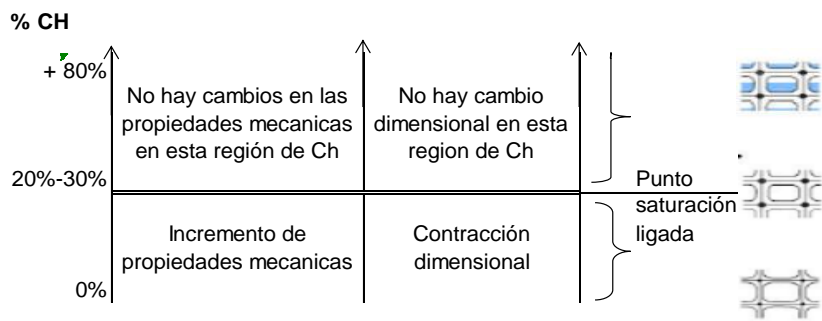 % CH
+ 80%
No hay cambios en las
propiedades mecanicas
en esta región de Ch
No hay cambio
dimensional en esta
region de Ch
20%-30%
Punto
saturación
ligada
Incremento de
propiedades mecanicas
Contracción
dimensional
0%